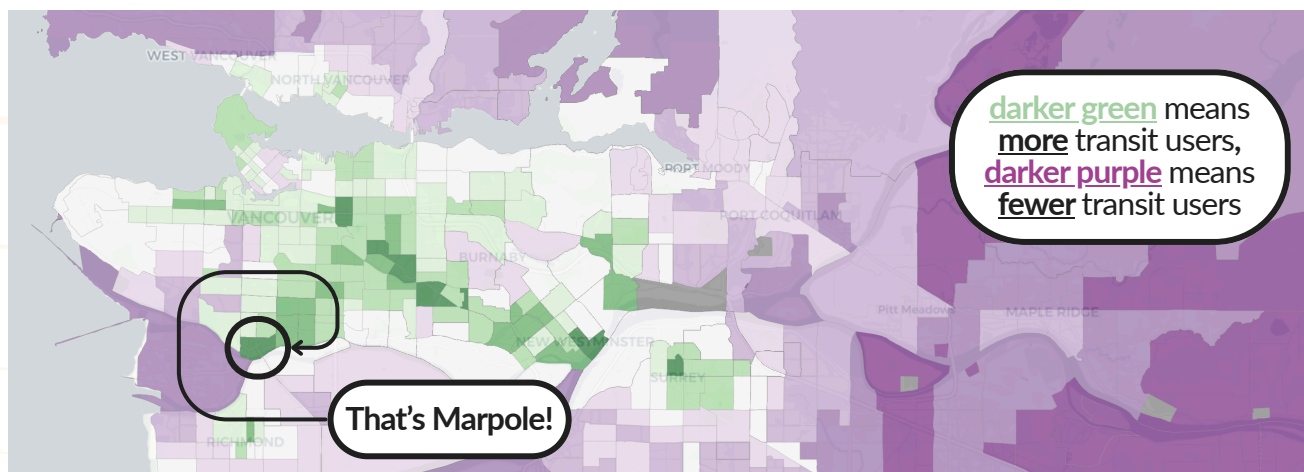 WEST VANCOUVER
NORTH VANCOUVER
darker green means
more transit users,
darker purple means
fewer transit users
PORT MOODY
VANCOUVER
PORT COQUITLAM
BURNABY
Pitt Meadows
MAPLE RIDGE
NEW WESTMINSTER
SURREY
That's Marpole!
RICHMOND